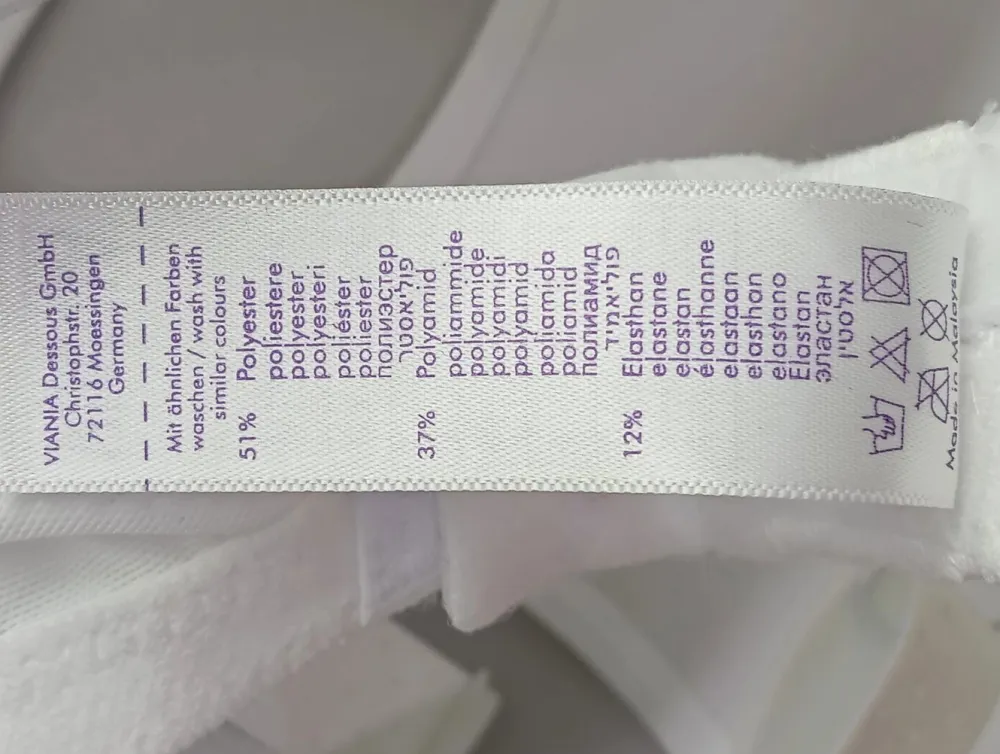 VIANIA Dessous GmbH
Christophstr. 20
72116 Moessingen
Germany
Mit ähnlichen Farben
waschen / wash with
similar colours
51% Polyester
poliestere
polyester
polyesteri
poliéster
poliester
полиэстер
פוליאסטר
37% Polyamid
poliammide
polyamide
polyamidi
polyamid
poliamida
poliamid
полиамид
פוליאמיד
12% Elasthan
elastane
elastan
élasthanne
elastaan
elasthan
elastano
Elastan
эластан
אלסטין
Made in Malaysia